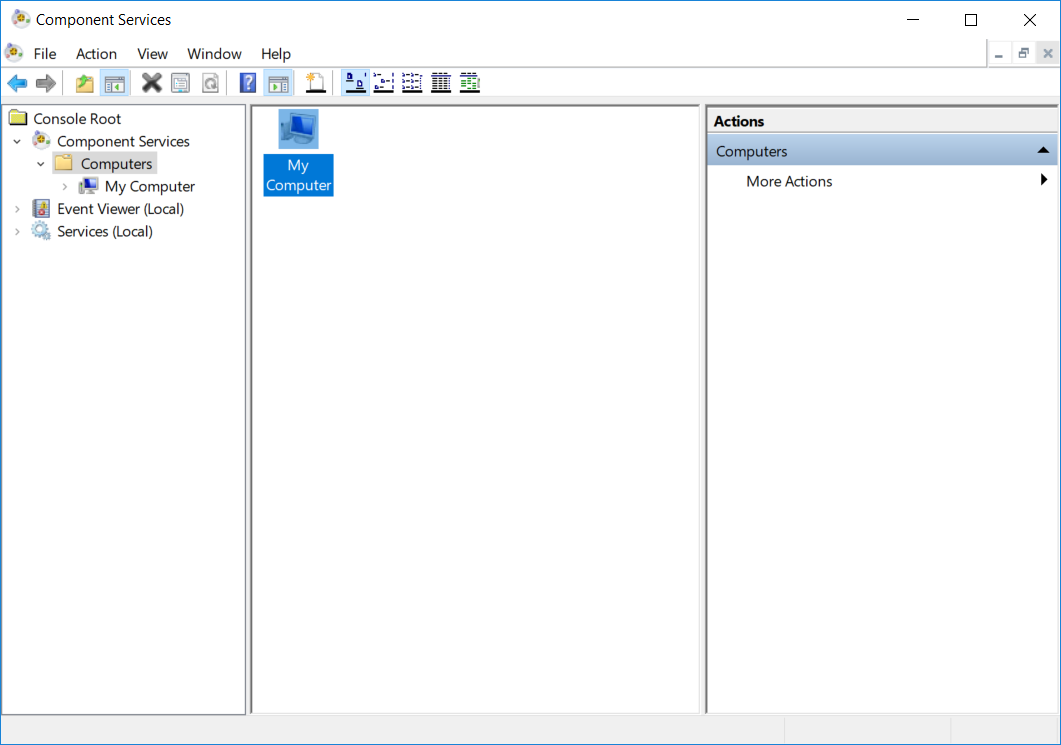 Component Services
File Action View Window Help
Console Root
Component Services
Computers
My Computer
Event Viewer (Local)
Services (Local)
My
Computer
Actions
Computers
More Actions